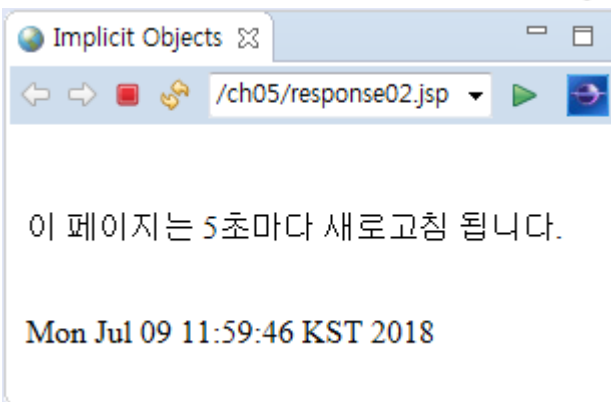 Implicit Objects
/ch05/response02.jsp
이 페이지는 5초마다 새로고침 됩니다.
Mon Jul 09 11:59:46 KST 2018